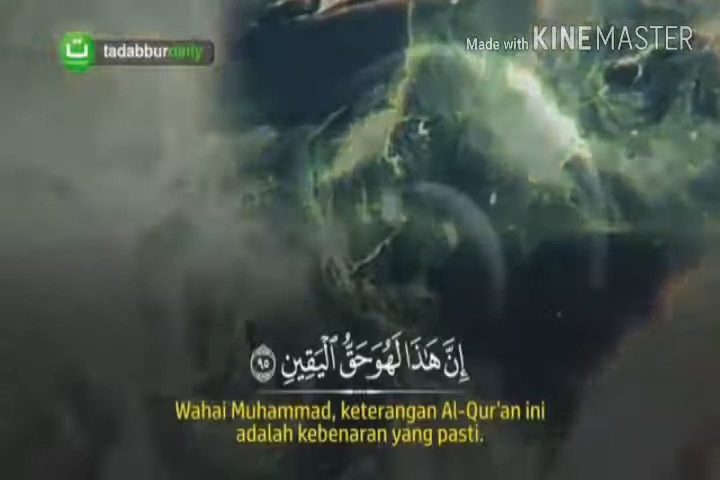 ت tadabburdaily
Made with KINEMASTER
إِنَّ هَٰذَا لَهُوَ حَقُّ ٱلْيَقِينِ ٩٥
Wahai Muhammad, keterangan Al-Qur'an ini
adalah kebenaran yang pasti.